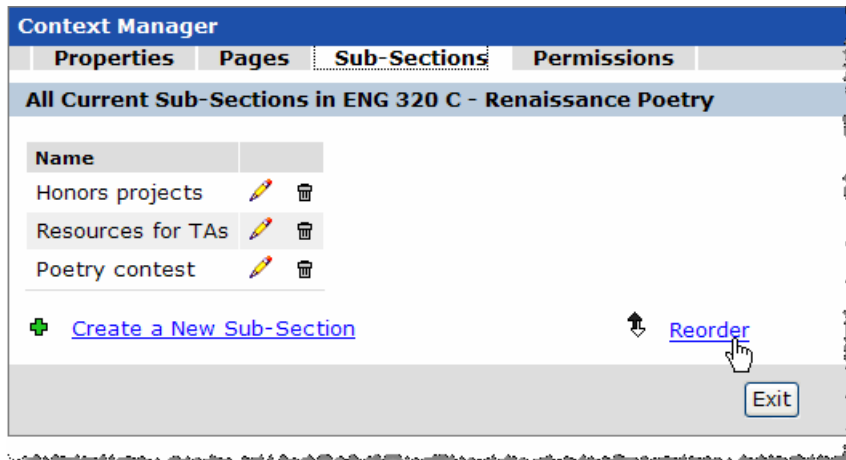 Context Manager
Properties Pages Sub-Sections Permissions
All Current Sub-Sections in ENG 320 C - Renaissance Poetry
Name
Honors projects
Resources for TAs
Poetry contest
Create a New Sub-Section Reorder
Exit